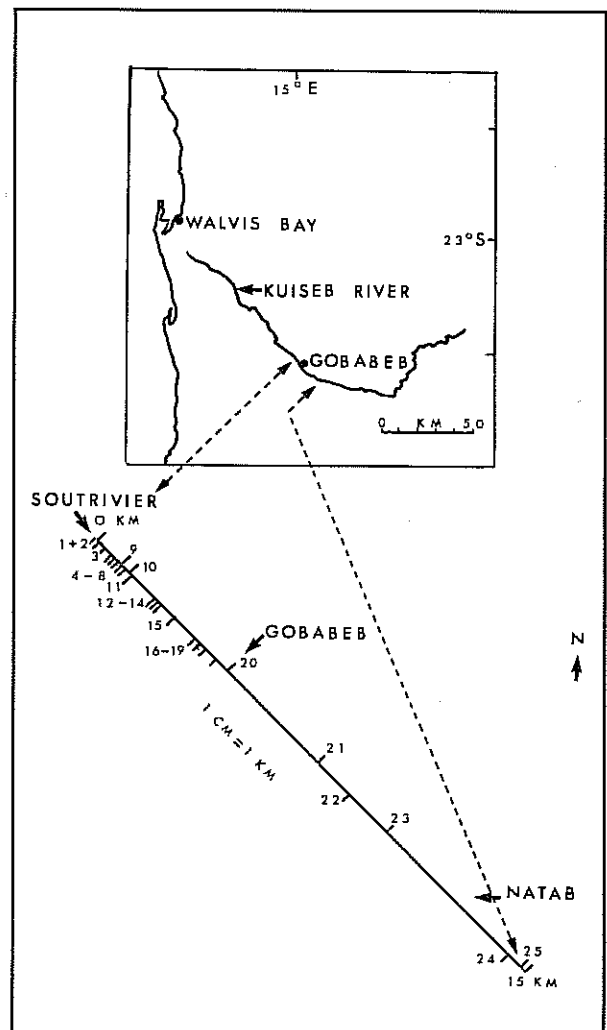 15° E
WALVIS BAY
23°S
KUISEB RIVER
GOBABEB
0 KM 50
SOUTRIVIER
0 KM
1+2
3
9
4-8
10
11
12-14
15
GOBABEB
16-19
20
N
1 CM = 1 KM
21
22
23
NATAB
24
25
15 KM